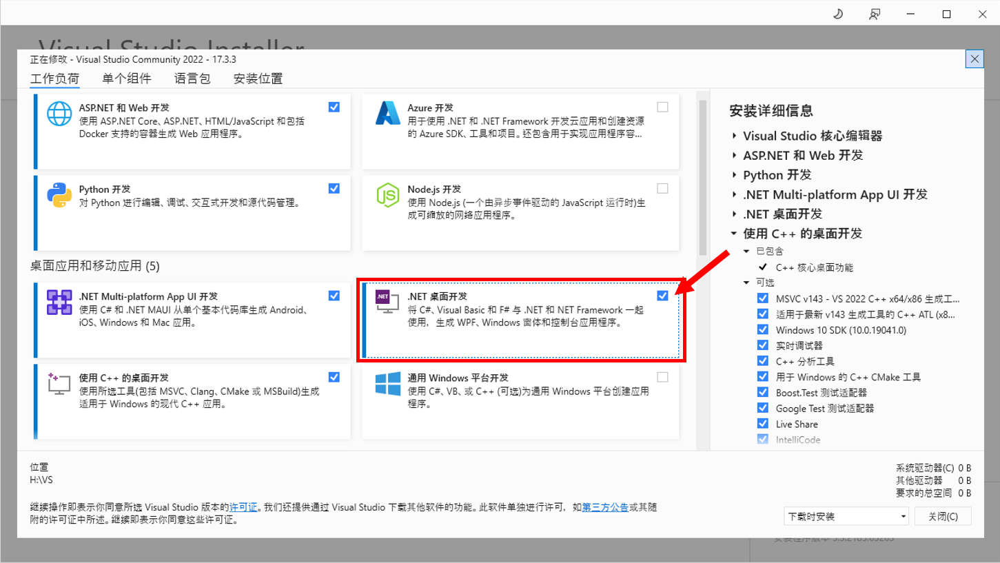 Visual Studio Installer
正在修改 - Visual Studio Community 2022 - 17.3.3
工作负荷 单个组件 语言包 安装位置
ASP.NET 和 Web 开发
使用 ASP.NET Core、ASP.NET、HTML/JavaScript 和包括
Docker 支持的容器生成 Web 应用程序。
Azure 开发
用于使用 .NET 和 .NET Framework 开发云应用和创建资源
的 Azure SDK、工具和项目。还包含用于实现应用程序容...
Python 开发
对 Python 进行编辑、调试、交互式开发和源代码管理。
Node.js 开发
使用 Node.js (一个由异步事件驱动的 JavaScript 运行时)生
成可缩放的网络应用程序。
桌面应用和移动应用 (5)
.NET Multi-platform App UI 开发
使用 C# 和 .NET MAUI 从单个基本代码库生成 Android、
iOS、Windows 和 Mac 应用。
.NET
.NET 桌面开发
将 C#、Visual Basic 和 F# 与 .NET 和 NET Framework 一起
使用，生成 WPF、Windows 窗体和控制台应用程序。
使用 C++ 的桌面开发
使用所选工具(包括 MSVC、Clang、CMake 或 MSBuild)生成
适用于 Windows 的现代 C++ 应用。
通用 Windows 平台开发
使用 C#、VB、或 C++ (可选)为通用 Windows 平台创建应用
程序。
安装详细信息
Visual Studio 核心编辑器
ASP.NET 和 Web 开发
Python 开发
.NET Multi-platform App UI 开发
.NET 桌面开发
使用 C++ 的桌面开发
已包含
C++ 核心桌面功能
可选
MSVC v143 - VS 2022 C++ x64/x86 生成工...
适用于最新 v143 生成工具的 C++ ATL (x8...
Windows 10 SDK (10.0.19041.0)
实时调试器
C++ 分析工具
用于 Windows 的 C++ CMake 工具
Boost.Test 测试适配器
Google Test 测试适配器
Live Share
IntelliCode
位置
H:\VS
继续操作即表示你同意所选 Visual Studio 版本的许可证。我们还提供通过 Visual Studio 下载其他软件的功能。此软件单独进行许可，如第三方公告或其随
附的许可证中所述。继续即表示你同意这些许可证。
系统驱动器(C) 0 B
其他驱动器 0 B
要求的总空间 0 B
下载时安装 关闭(C)